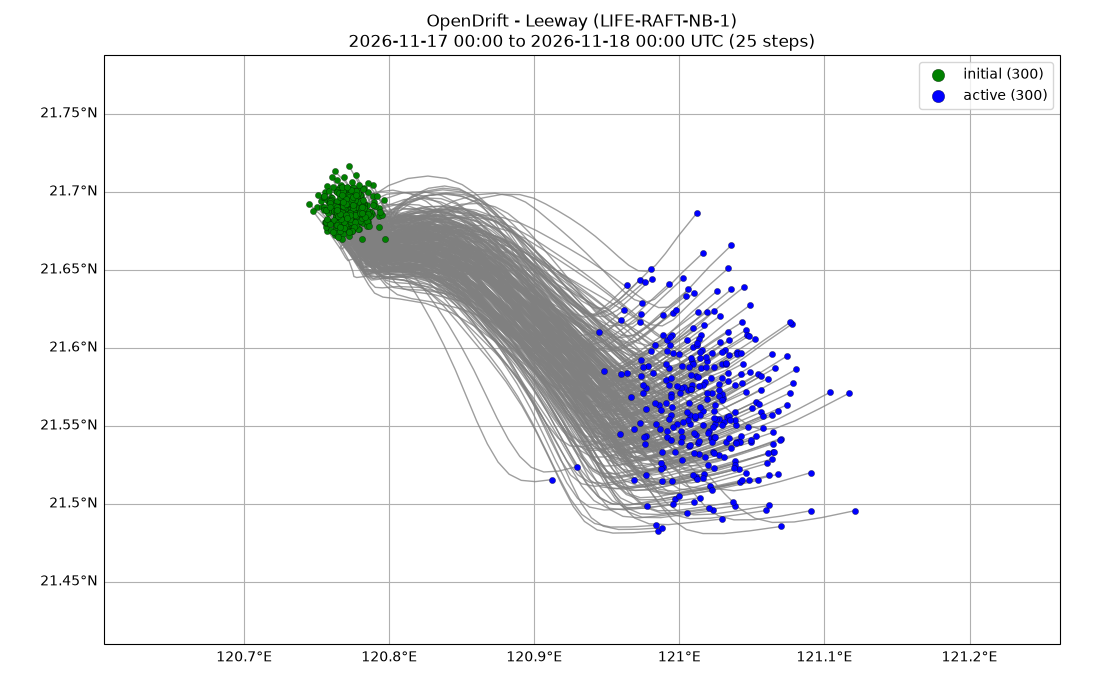 OpenDrift - Leeway (LIFE-RAFT-NB-1)
2026-11-17 00:00 to 2026-11-18 00:00 UTC (25 steps)
initial (300)
active (300)
21.75°N
21.7°N
21.65°N
21.6°N
21.55°N
21.5°N
21.45°N
120.7°E
120.8°E
120.9°E
121°E
121.1°E
121.2°E